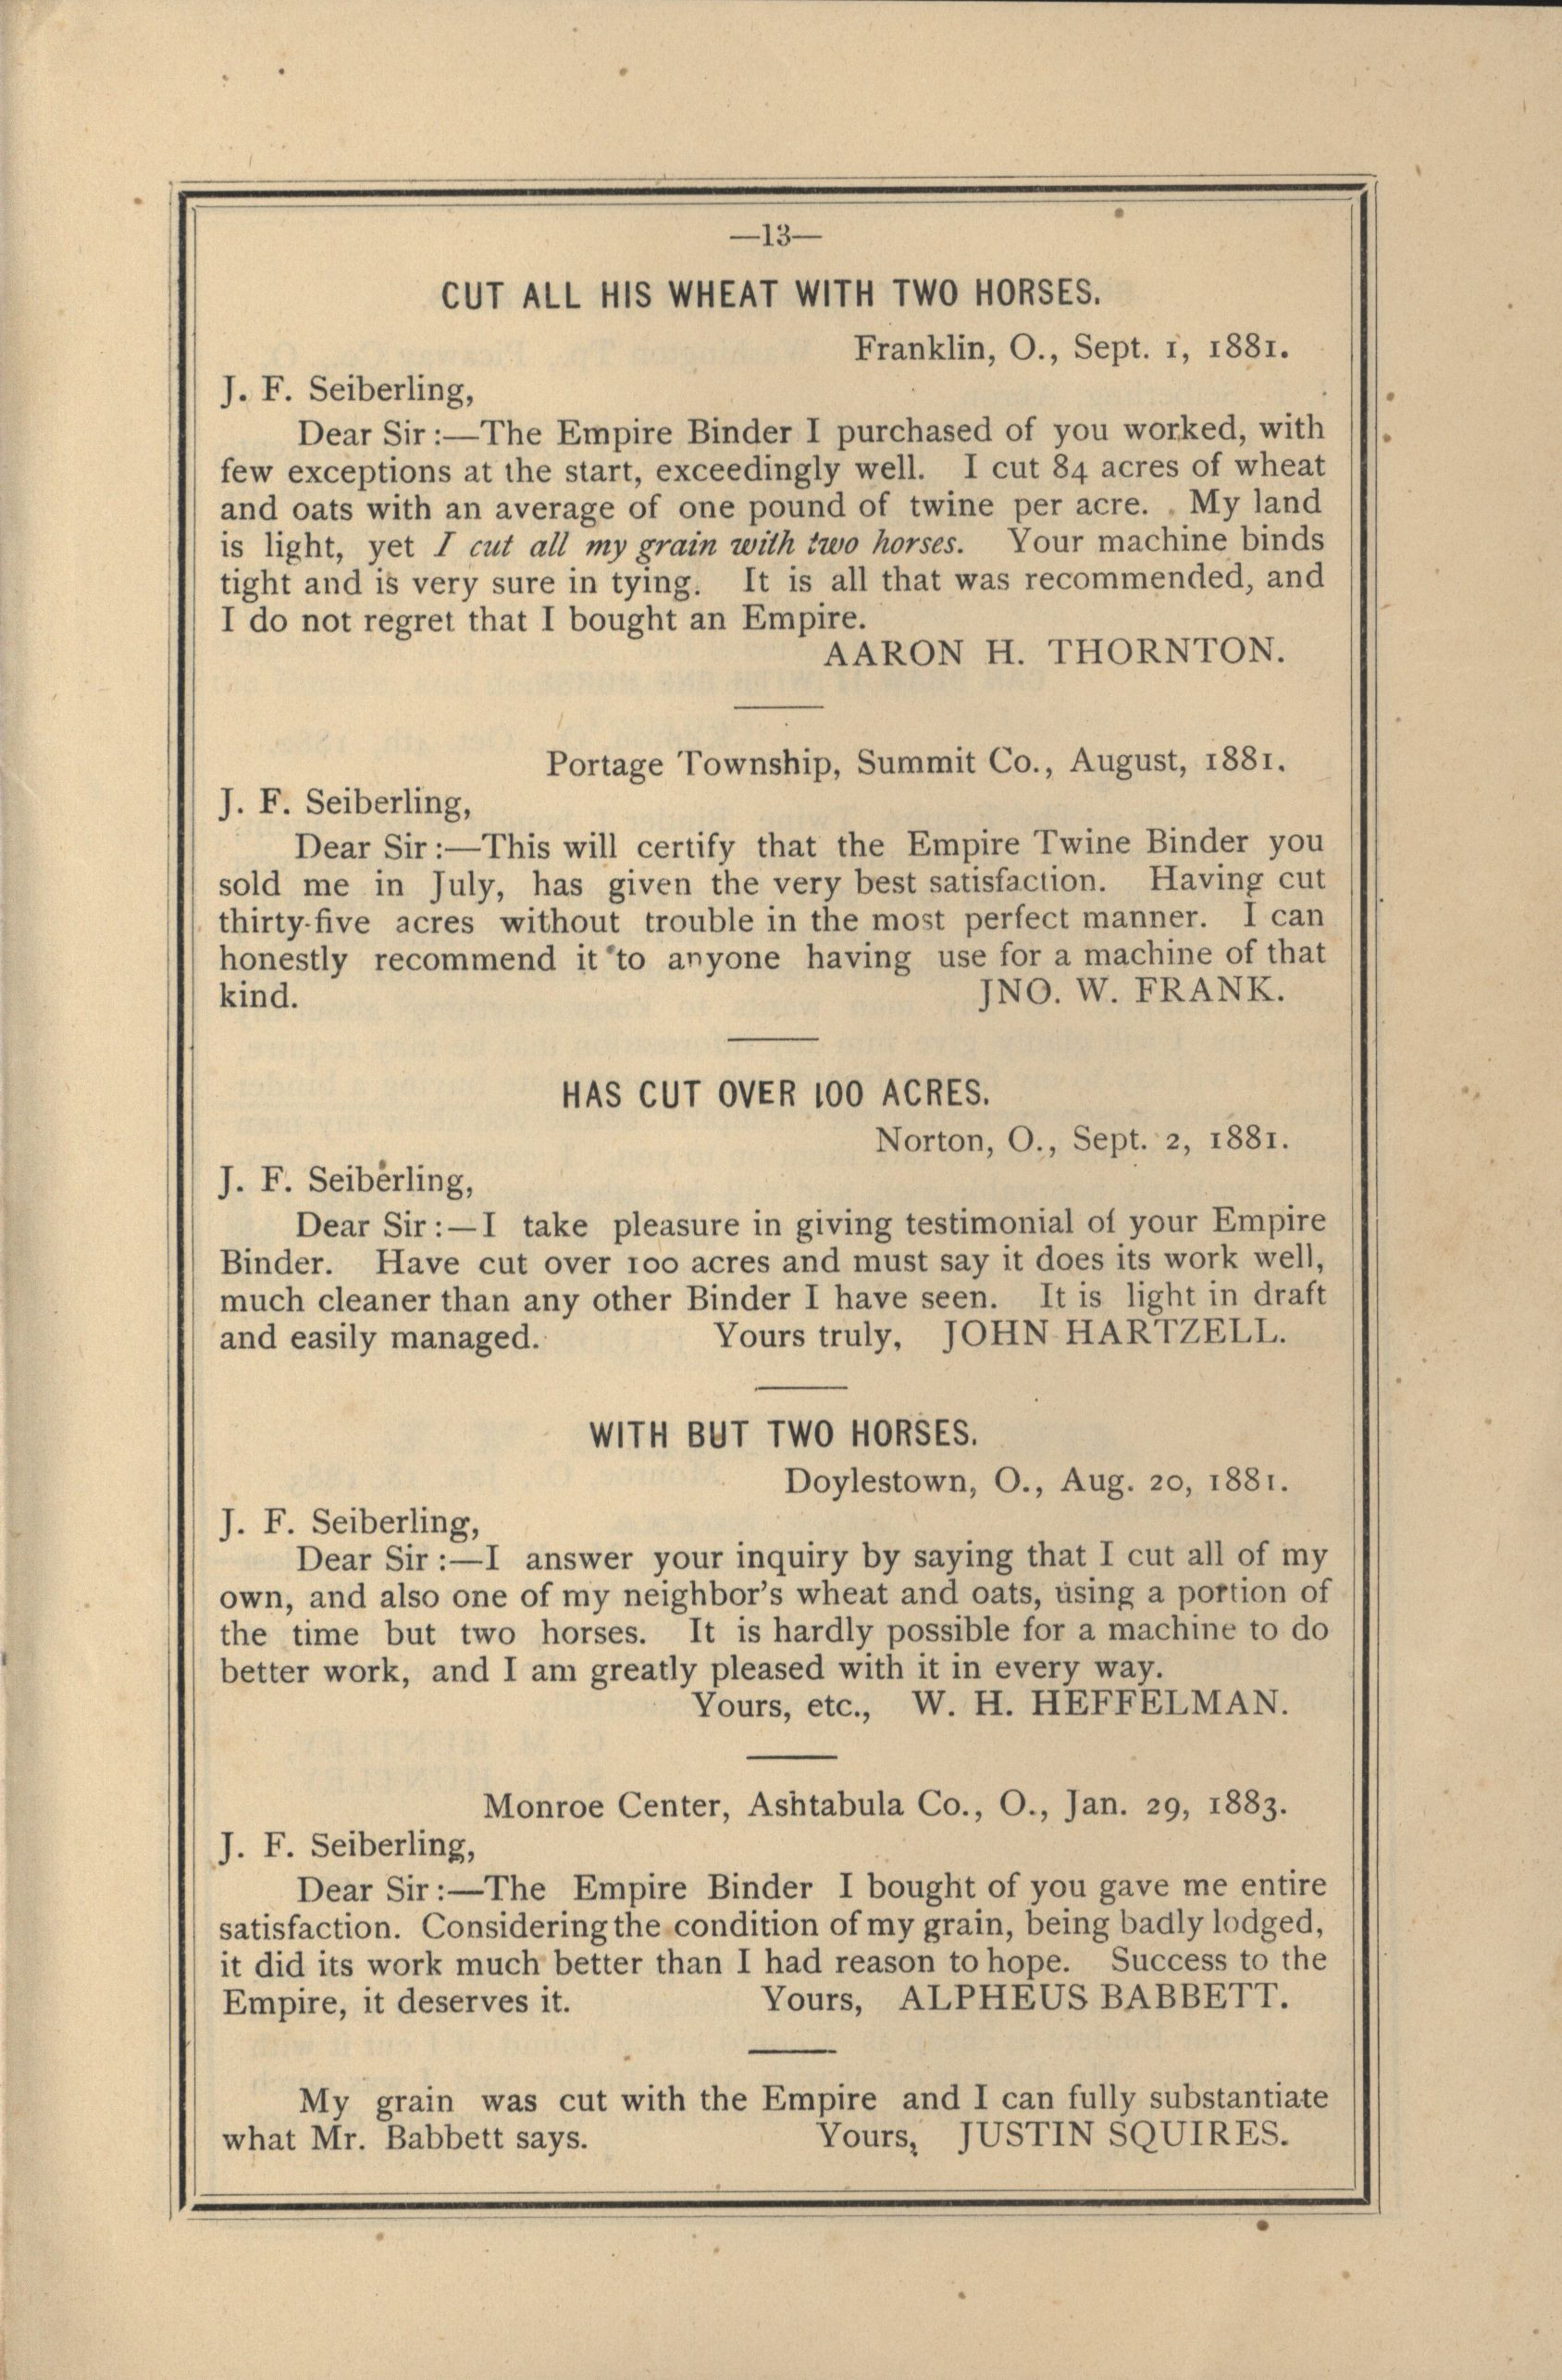 —13—
CUT ALL HIS WHEAT WITH TWO HORSES.
Franklin, O., Sept. 1, 1881.
J. F. Seiberling,
Dear Sir:—The Empire Binder I purchased of you worked, with
few exceptions at the start, exceedingly well. I cut 84 acres of wheat
and oats with an average of one pound of twine per acre. My land
is light, yet I cut all my grain with two horses. Your machine binds
tight and is very sure in tying. It is all that was recommended, and
I do not regret that I bought an Empire.
AARON H. THORNTON.
Portage Township, Summit Co., August, 1881.
J. F. Seiberling,
Dear Sir:—This will certify that the Empire Twine Binder you
sold me in July, has given the very best satisfaction. Having cut
thirty-five acres without trouble in the most perfect manner. I can
honestly recommend it to anyone having use for a machine of that
kind. JNO. W. FRANK.
HAS CUT OVER 100 ACRES.
Norton, O., Sept. 2, 1881.
J. F. Seiberling,
Dear Sir:—I take pleasure in giving testimonial of your Empire
Binder. Have cut over 100 acres and must say it does its work well,
much cleaner than any other Binder I have seen. It is light in draft
and easily managed. Yours truly, JOHN HARTZELL.
WITH BUT TWO HORSES.
Doylestown, O., Aug. 20, 1881.
J. F. Seiberling,
Dear Sir:—I answer your inquiry by saying that I cut all of my
own, and also one of my neighbor's wheat and oats, using a portion of
the time but two horses. It is hardly possible for a machine to do
better work, and I am greatly pleased with it in every way.
Yours, etc., W. H. HEFFELMAN.
Monroe Center, Ashtabula Co., O., Jan. 29, 1883.
J. F. Seiberling,
Dear Sir:—The Empire Binder I bought of you gave me entire
satisfaction. Considering the condition of my grain, being badly lodged,
it did its work much better than I had reason to hope. Success to the
Empire, it deserves it. Yours, ALPHEUS BABBETT.
My grain was cut with the Empire and I can fully substantiate
what Mr. Babbett says. Yours, JUSTIN SQUIRES.